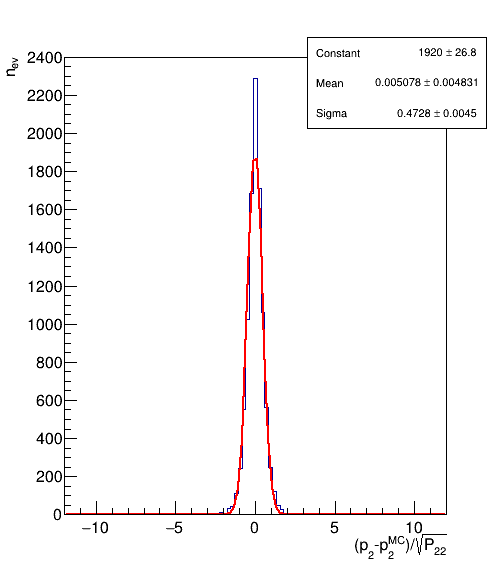 Constant 1920 ± 26.8
Mean 0.005078 ± 0.004831
Sigma 0.4728 ± 0.0045
n_ev
2400
2200
2000
1800
1600
1400
1200
1000
800
600
400
200
0
−10 −5 0 5 10
(p_2-p_2^MC)/√P_22